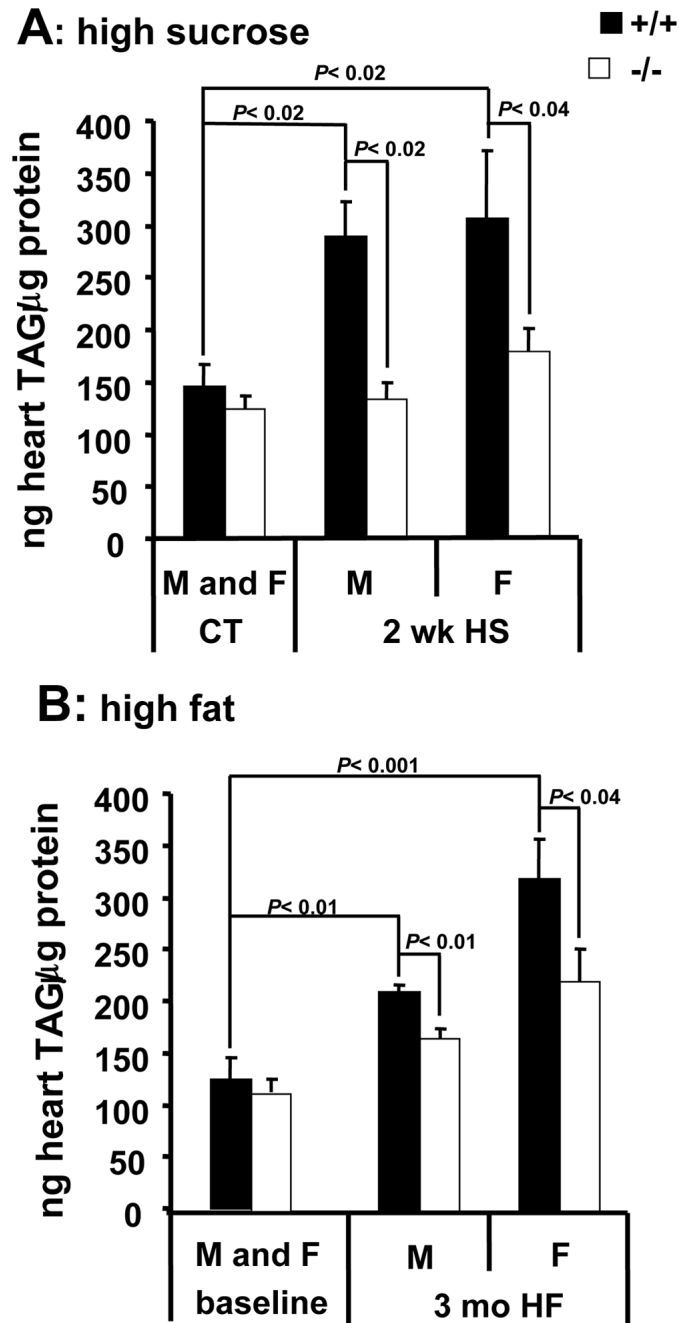 A: high sucrose
+/+
-/-
P< 0.02
P< 0.02
P< 0.04
P< 0.02
ng heart TAG/μg protein
400
350
300
250
200
150
100
50
0
M and F
M
F
CT
2 wk HS
B: high fat
P< 0.001
P< 0.04
P< 0.01
P< 0.01
ng heart TAG/μg protein
400
350
300
250
200
150
100
50
0
M and F
M
F
baseline
3 mo HF